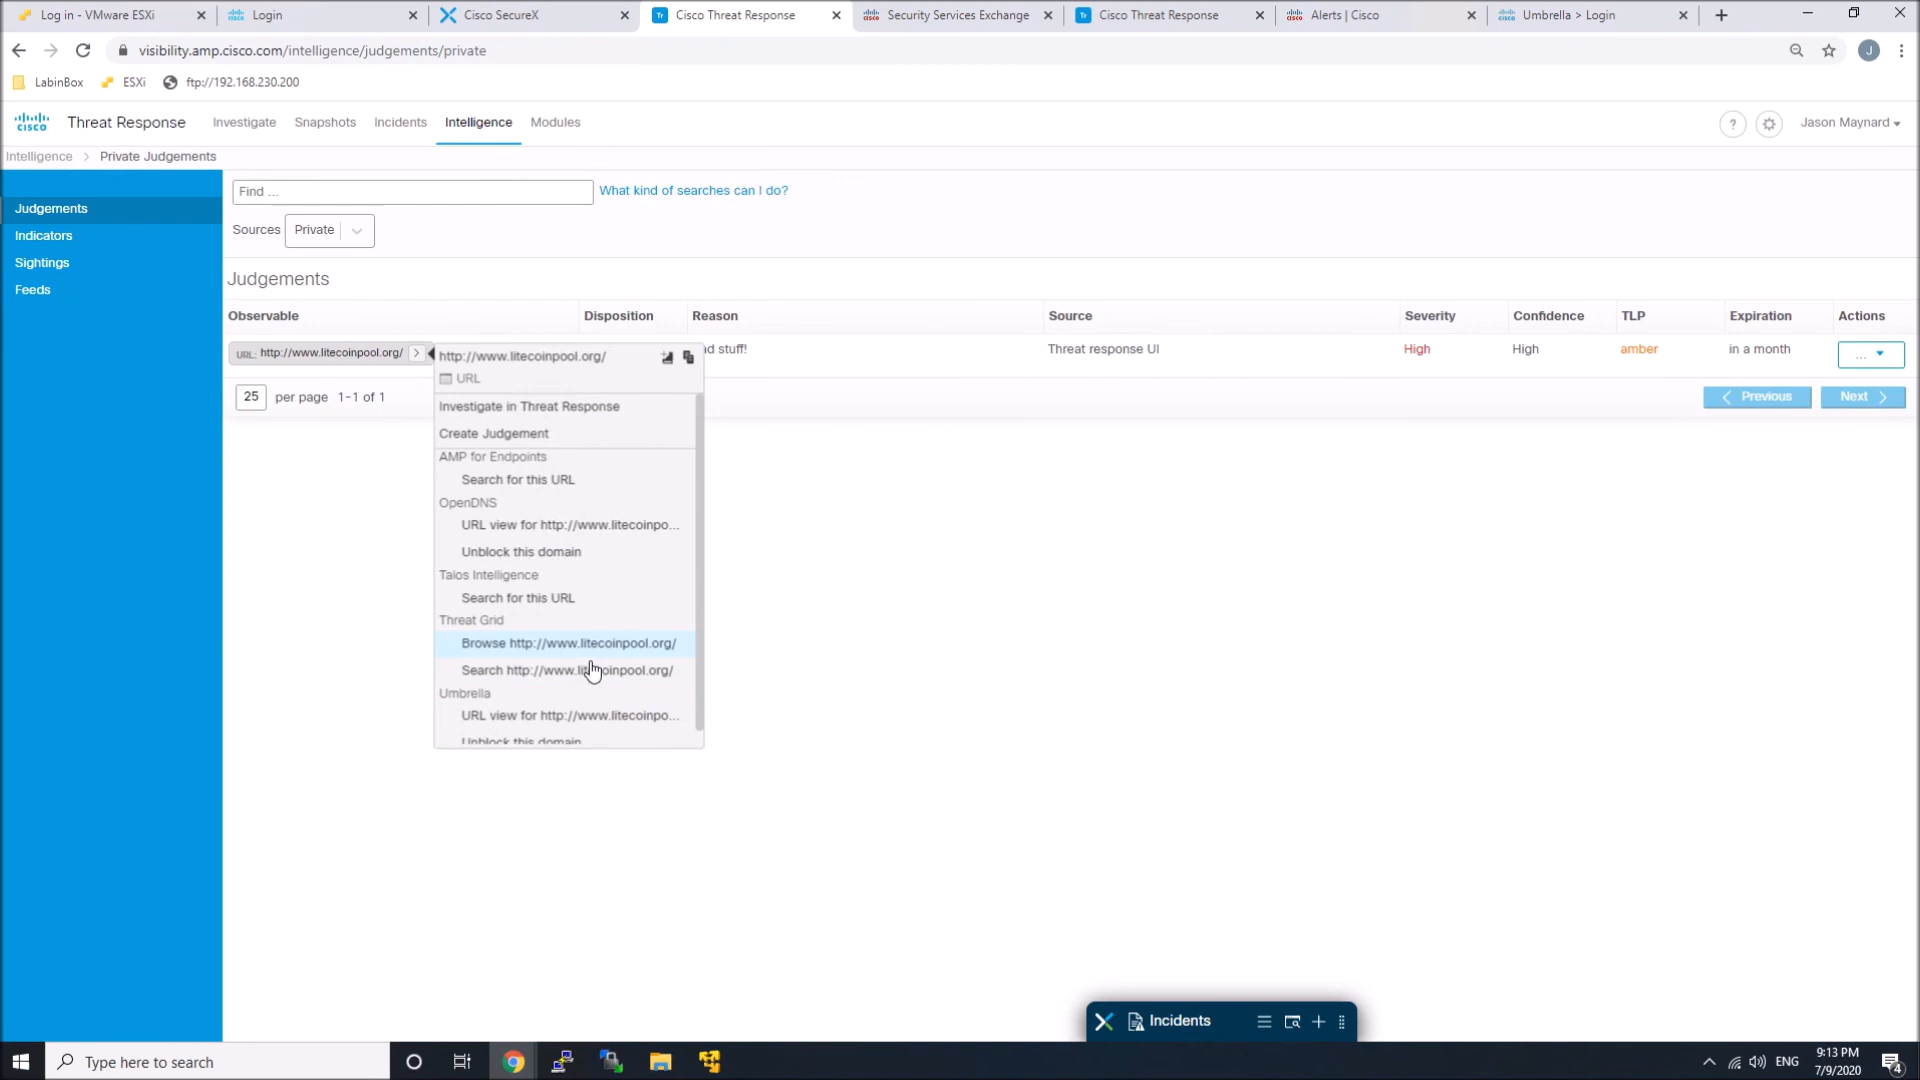 Log in - VMware ESXi
Login
Cisco SecureX
Cisco Threat Response
Security Services Exchange
Cisco Threat Response
Alerts | Cisco
Umbrella > Login
visibility.amp.cisco.com/intelligence/judgements/private
J
LabinBox
ESXi
ftp://192.168.230.200
cisco
Threat Response
Investigate
Snapshots
Incidents
Intelligence
Modules
?
Jason Maynard
Intelligence > Private Judgements
Judgements
Indicators
Sightings
Feeds
Find ...
What kind of searches can I do?
Sources Private
Judgements
Observable Disposition Reason Source Severity Confidence TLP Expiration Actions
URL: http://www.litecoinpool.org/
ad stuff! Threat response UI High High amber in a month ...
25 per page 1-1 of 1
Previous Next
http://www.litecoinpool.org/
URL
Investigate in Threat Response
Create Judgement
AMP for Endpoints
Search for this URL
OpenDNS
URL view for http://www.litecoinpo...
Unblock this domain
Talos Intelligence
Search for this URL
Threat Grid
Browse http://www.litecoinpool.org/
Search http://www.litecoinpool.org/
Umbrella
URL view for http://www.litecoinpo...
Unblock this domain
Incidents
Type here to search
ENG
9:13 PM
7/9/2020
4